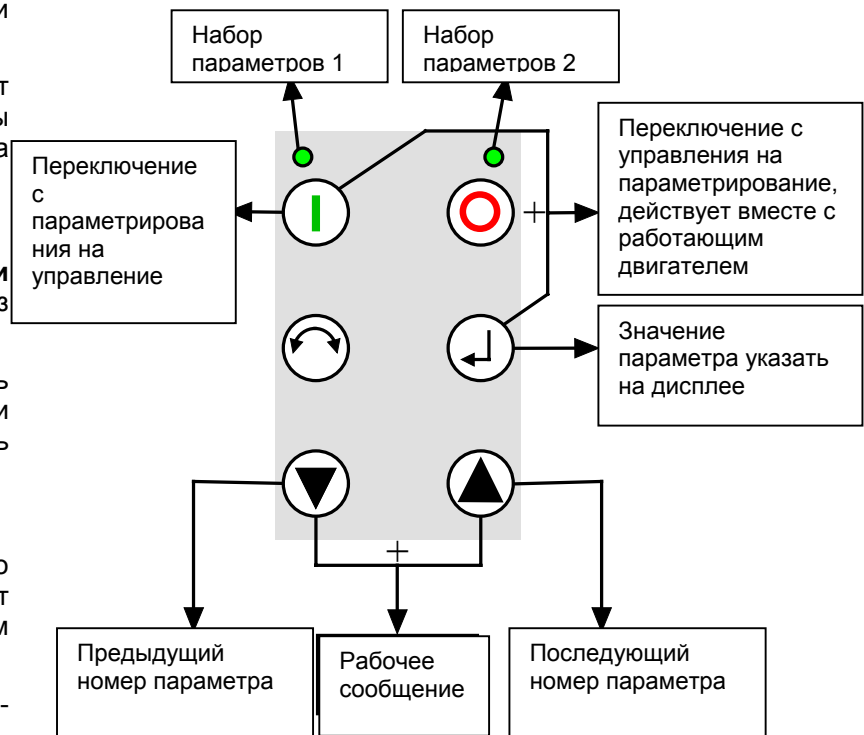 Набор
параметров 1
Набор
параметров 2
Переключение
с
параметрирова
ния на
управление
Переключение с
управления на
параметрирование,
действует вместе с
работающим
двигателем
Значение
параметра указать
на дисплее
Предыдущий
номер параметра
Рабочее
сообщение
Последующий
номер параметра